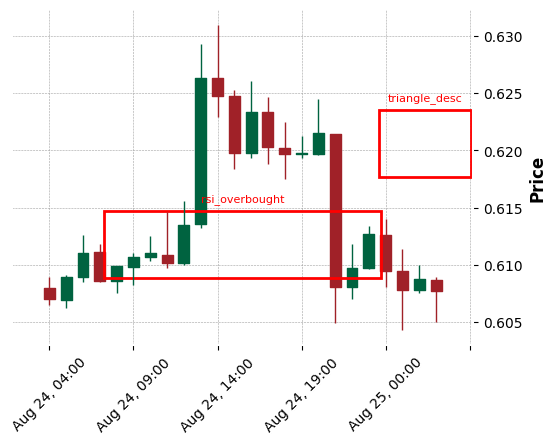 0.630
0.625
triangle_desc
0.620
Price
0.615
rsi_overbought
0.610
0.605
Aug 24, 04:00
Aug 24, 09:00
Aug 24, 14:00
Aug 24, 19:00
Aug 25, 00:00